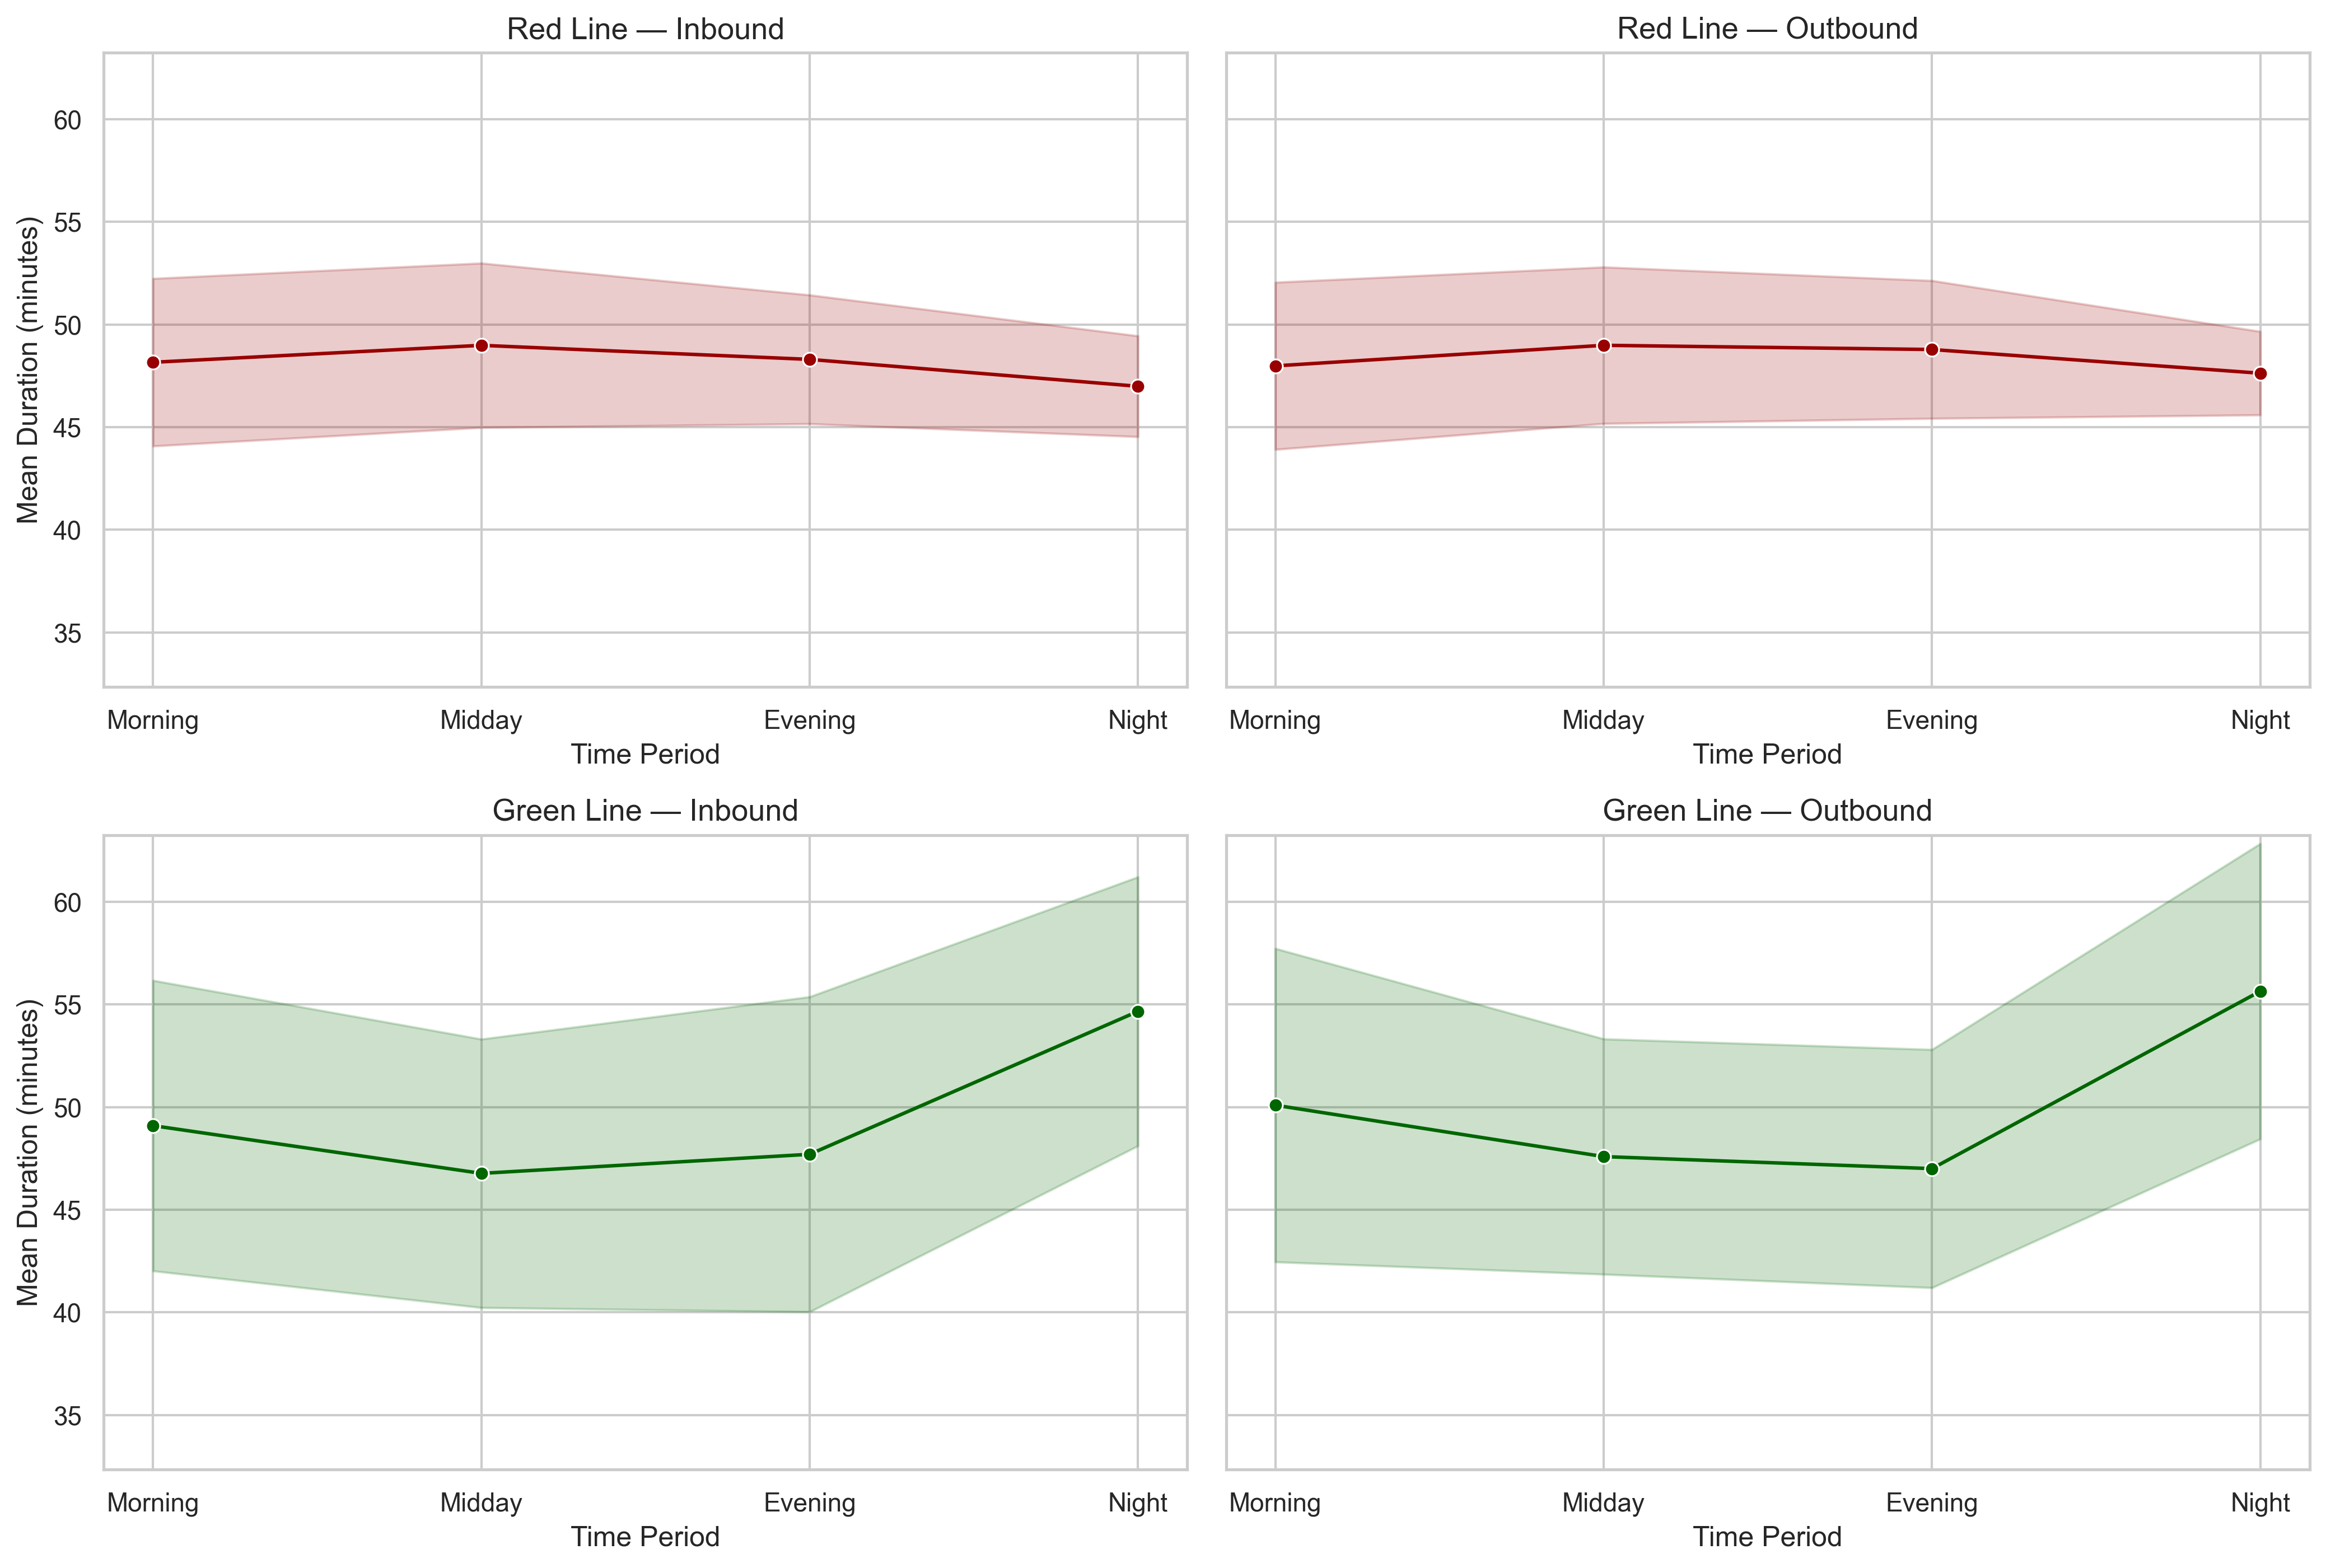 Red Line — Inbound
Red Line — Outbound
Mean Duration (minutes)
60
55
50
45
40
35
Morning Midday Evening Night
Time Period
Morning Midday Evening Night
Time Period
Green Line — Inbound
Green Line — Outbound
Mean Duration (minutes)
60
55
50
45
40
35
Morning Midday Evening Night
Time Period
Morning Midday Evening Night
Time Period